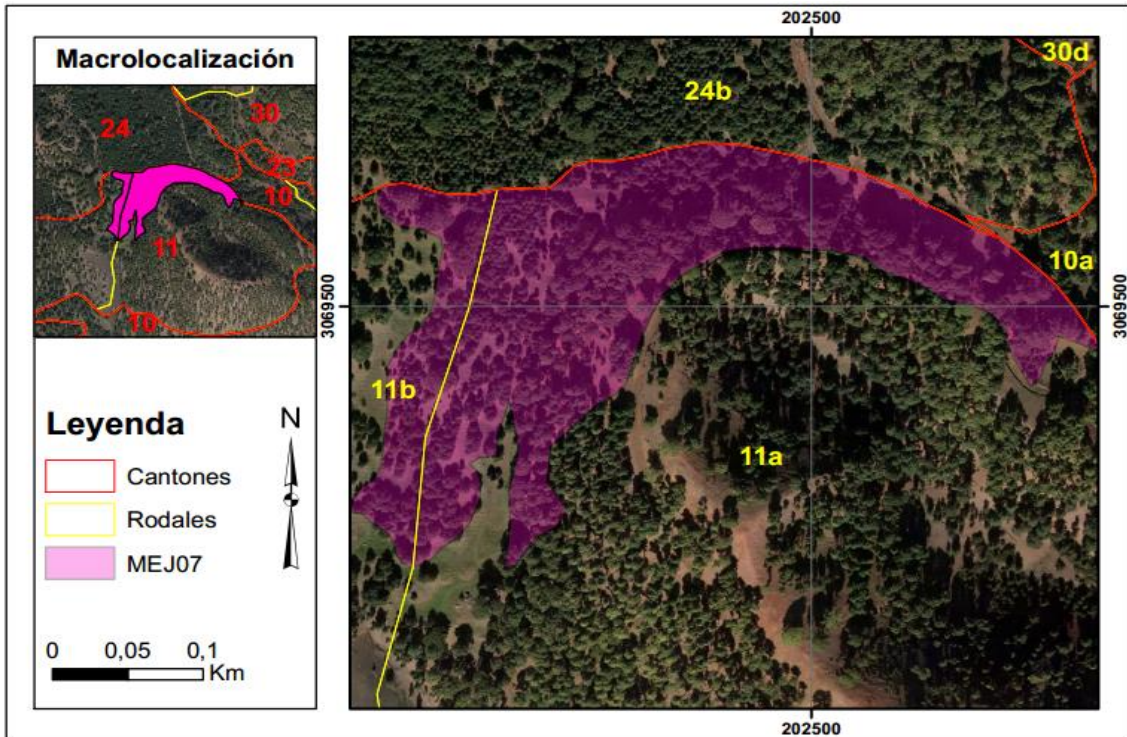 Macrolocalización
24
30
23
10
11
10
Leyenda
N
Cantones
Rodales
MEJ07
0 0,05 0,1
Km
202500
30d
24b
10a
3069500
3069500
11b
11a
202500